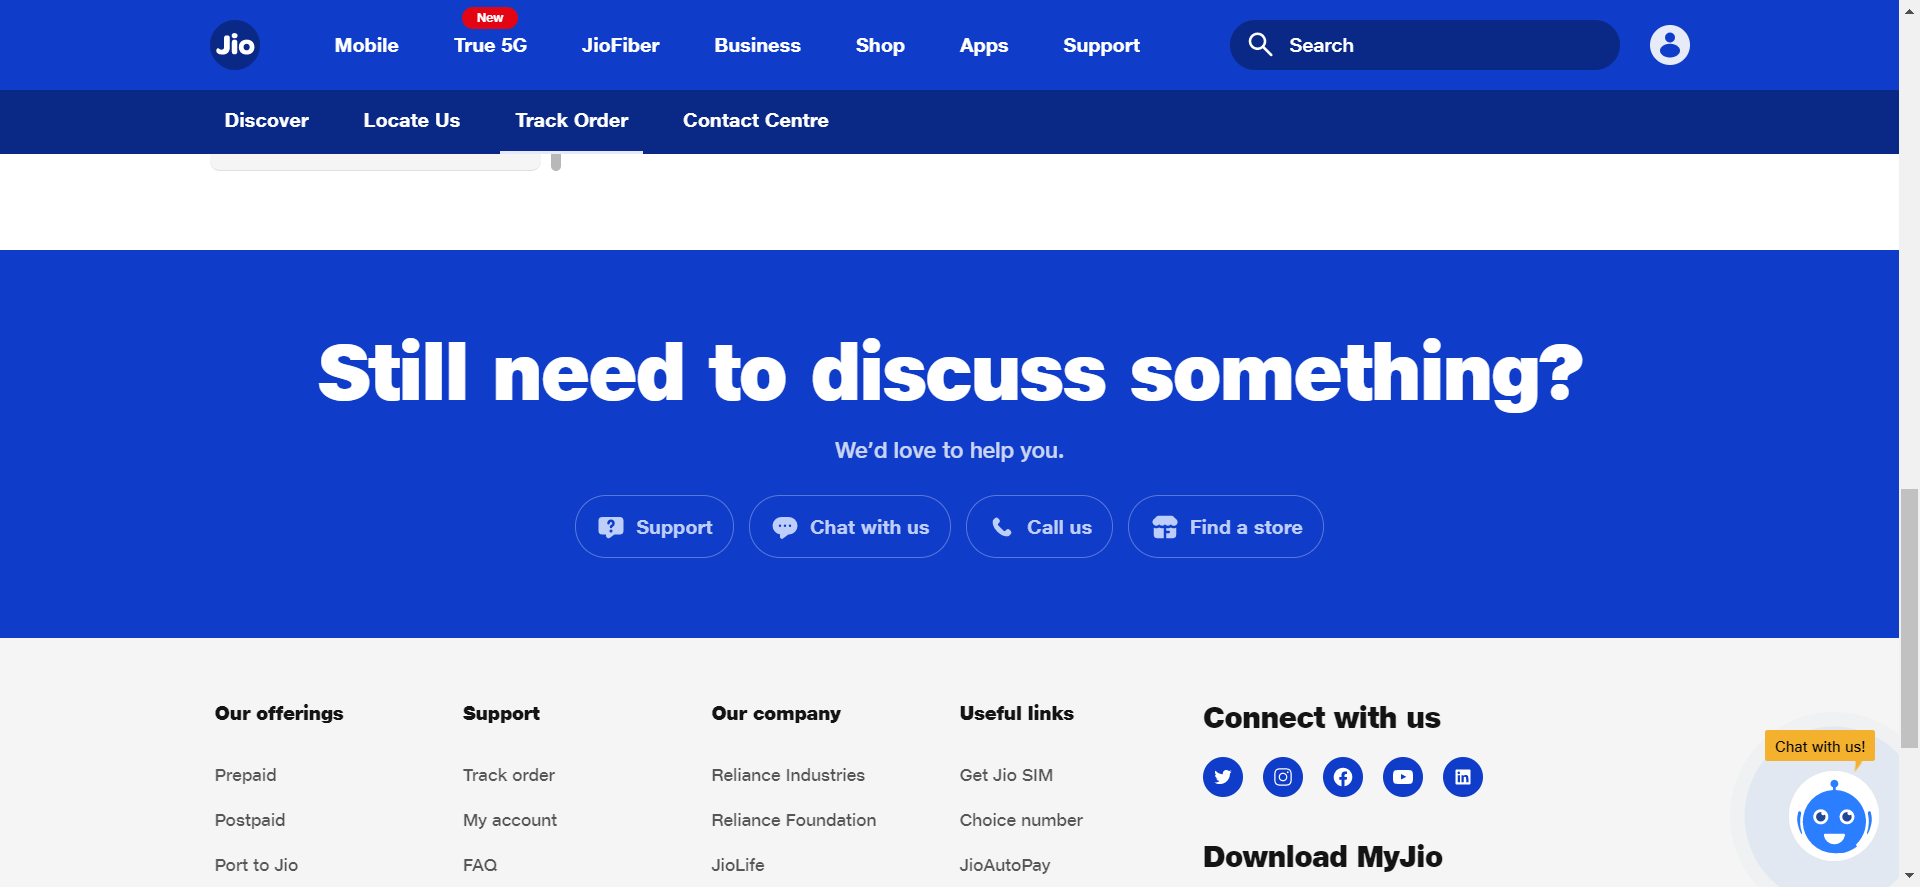 New
Jio
Mobile
True 5G
JioFiber
Business
Shop
Apps
Support
Search
Discover
Locate Us
Track Order
Contact Centre
Still need to discuss something?
We’d love to help you.
Support
Chat with us
Call us
Find a store
Our offerings
Prepaid
Postpaid
Port to Jio
Support
Track order
My account
FAQ
Our company
Reliance Industries
Reliance Foundation
JioLife
Useful links
Get Jio SIM
Choice number
JioAutoPay
Connect with us
Download MyJio
Chat with us!